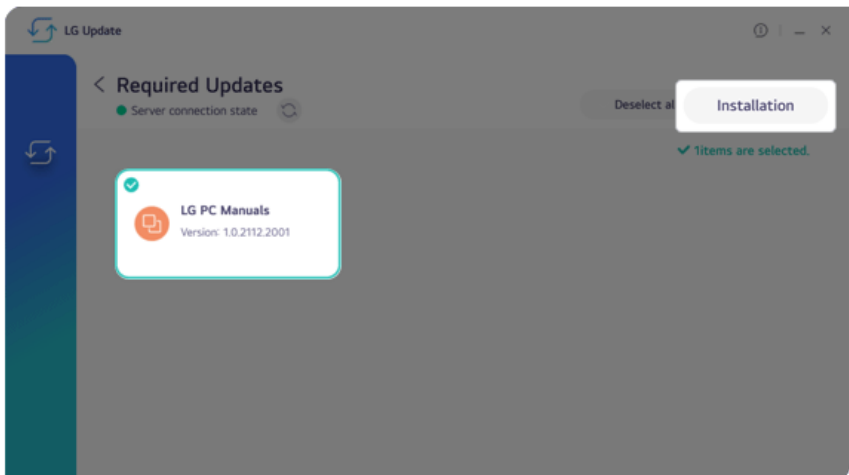 LG Update
Required Updates
Server connection state
Deselect al
Installation
1items are selected.
LG PC Manuals
Version: 1.0.2112.2001